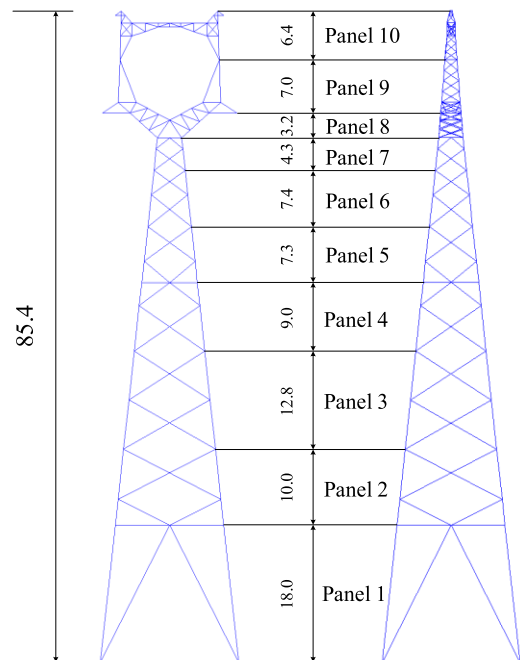 85.4
6.4 Panel 10
7.0 Panel 9
3.2 Panel 8
4.3 Panel 7
7.4 Panel 6
7.3 Panel 5
9.0 Panel 4
12.8 Panel 3
10.0 Panel 2
18.0 Panel 1